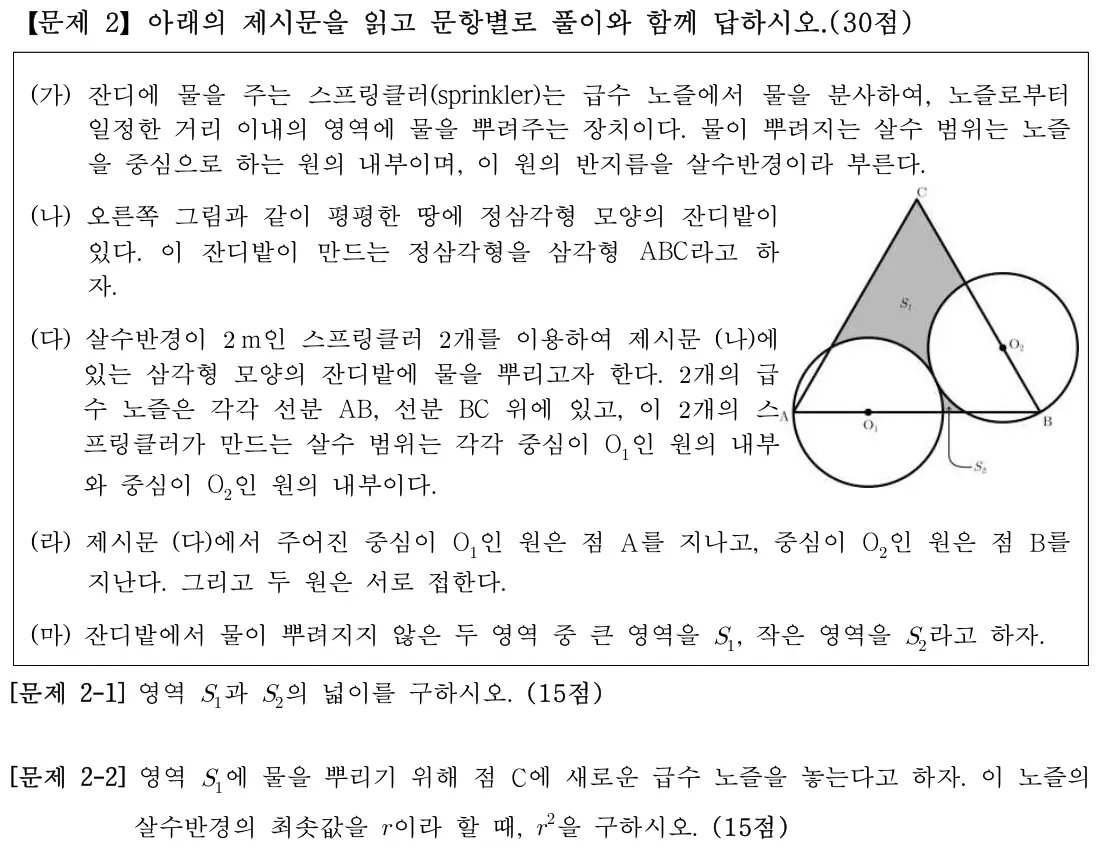 【문제 2】 아래의 제시문을 읽고 문항별로 풀이와 함께 답하시오.(30점)
(가) 잔디에 물을 주는 스프링클러(sprinkler)는 급수 노즐에서 물을 분사하여, 노즐로부터
일정한 거리 이내의 영역에 물을 뿌려주는 장치이다. 물이 뿌려지는 살수 범위는 노즐
을 중심으로 하는 원의 내부이며, 이 원의 반지름을 살수반경이라 부른다.
(나) 오른쪽 그림과 같이 평평한 땅에 정삼각형 모양의 잔디밭이
있다. 이 잔디밭이 만드는 정삼각형을 삼각형 ABC라고 하
자.
(다) 살수반경이 2m인 스프링클러 2개를 이용하여 제시문 (나)에
있는 삼각형 모양의 잔디밭에 물을 뿌리고자 한다. 2개의 급
수 노즐은 각각 선분 AB, 선분 BC 위에 있고, 이 2개의 스
프링클러가 만드는 살수 범위는 각각 중심이 O₁인 원의 내부
와 중심이 O₂인 원의 내부이다.
C
S₁
O₂
A
O₁
B
S₂
(라) 제시문 (다)에서 주어진 중심이 O₁인 원은 점 A를 지나고, 중심이 O₂인 원은 점 B를
지난다. 그리고 두 원은 서로 접한다.
(마) 잔디밭에서 물이 뿌려지지 않은 두 영역 중 큰 영역을 S₁, 작은 영역을 S₂라고 하자.
[문제 2-1] 영역 S₁과 S₂의 넓이를 구하시오. (15점)
[문제 2-2] 영역 S₁에 물을 뿌리기 위해 점 C에 새로운 급수 노즐을 놓는다고 하자. 이 노즐의
살수반경의 최솟값을 r이라 할 때, r²을 구하시오. (15점)